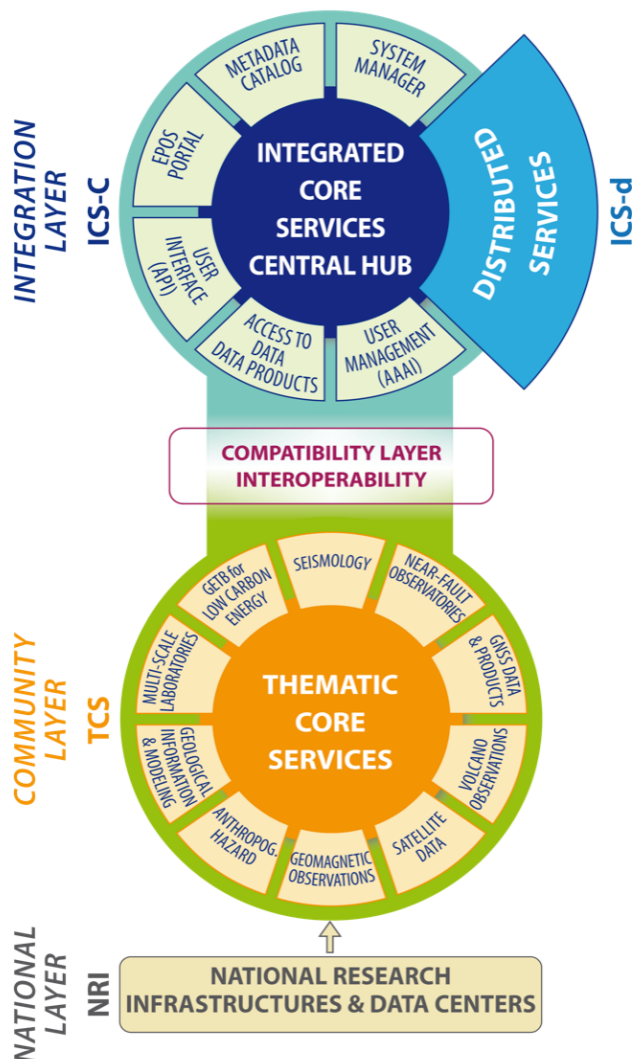 INTEGRATION
LAYER
ICS-C
METADATA
CATALOG
SYSTEM
MANAGER
EPOS
PORTAL
INTEGRATED
CORE
SERVICES
CENTRAL HUB
DISTRIBUTED
SERVICES
ICS-d
USER
INTERFACE
(API)
ACCESS TO
DATA
DATA PRODUCTS
USER
MANAGEMENT
(AAAI)
COMPATIBILITY LAYER
INTEROPERABILITY
COMMUNITY
LAYER
TCS
GETB for
LOW CARBON
ENERGY
SEISMOLOGY
NEAR-FAULT
OBSERVATORIES
MULTI-SCALE
LABORATORIES
GNSS DATA
& PRODUCTS
THEMATIC
CORE
SERVICES
GEOLOGICAL
INFORMATION
& MODELING
VOLCANO
OBSERVATIONS
ANTHROPOG.
HAZARD
GEOMAGNETIC
OBSERVATIONS
SATELLITE
DATA
NATIONAL
LAYER
NRI
NATIONAL RESEARCH
INFRASTRUCTURES & DATA CENTERS